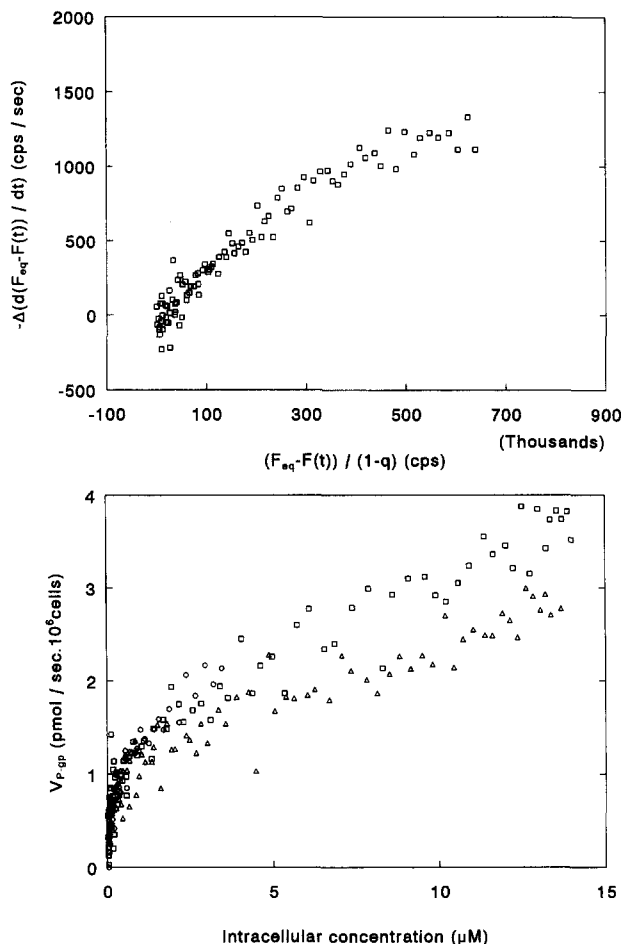 2000
1500
1000
500
0
-500
-Δ(d(Feq-F(t)) / dt) (cps / sec)
-100 100 300 500 700 900
(Thousands)
(Feq-F(t)) / (1-q) (cps)
4
3
2
1
0
VP-gp (pmol / sec.10⁶cells)
0 5 10 15
Intracellular concentration (μM)